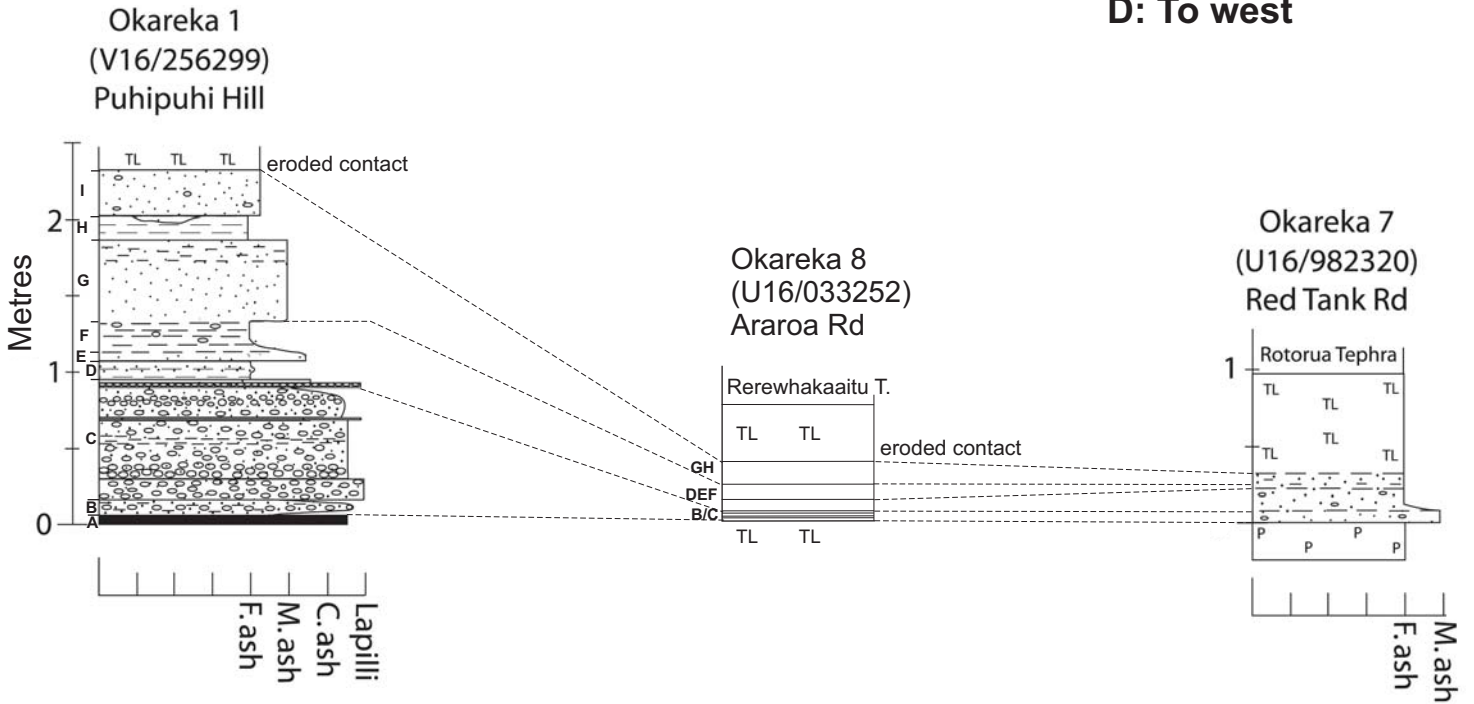 D: To west
Okareka 1
(V16/256299)
Puhipuhi Hill
TL TL TL
eroded contact
I
2
H
G
Metres
F
E
1
D
C
B
0
A
F.ash
M.ash
C.ash
Lapilli
Okareka 8
(U16/033252)
Araroa Rd
Rerewhakaaitu T.
TL TL
eroded contact
GH
DEF
B/C
TL TL
Okareka 7
(U16/982320)
Red Tank Rd
1
Rotorua Tephra
TL TL
TL
TL
TL TL
P P
P P
F.ash
M.ash